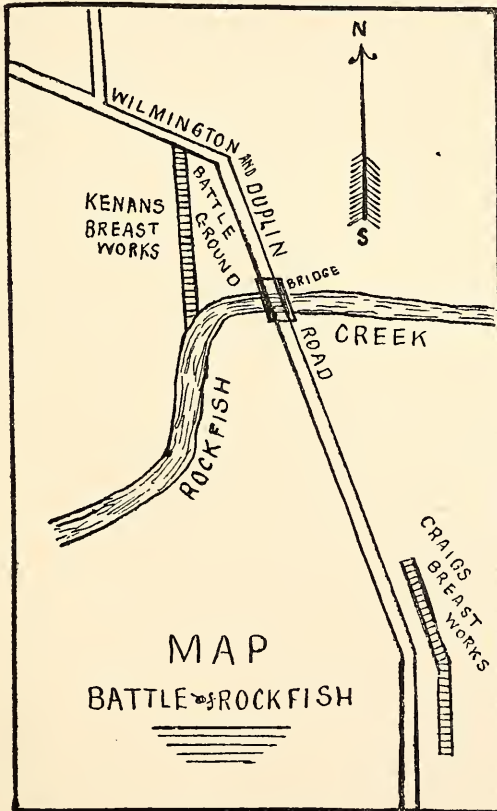 N
S
WILMINGTON AND DUPLIN ROAD
KENANS
BREAST
WORKS
BATTLE
GROUND
BRIDGE
ROCKFISH CREEK
CRAIGS
BREAST
WORKS
MAP
BATTLE of ROCKFISH